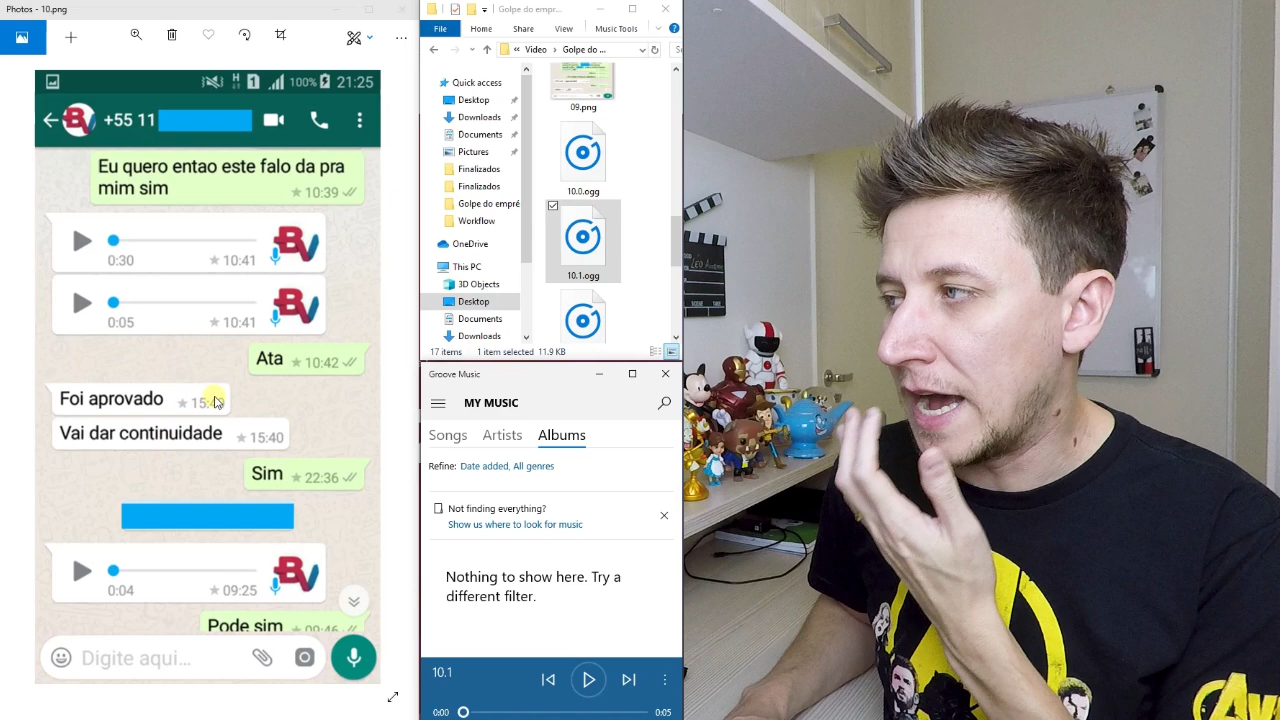 Photos - 10.png
100% 21:25
+55 11
Eu quero entao este falo da pra
mim sim
10:39
0:30 10:41
0:05 10:41
Ata 10:42
Foi aprovado
Vai dar continuidade 15:40
Sim 22:36
0:04 09:25
Pode sim 09:46
Digite aqui...
Golpe do empr...
File Home Share View Music Tools
Video Golpe do ...
Quick access
Desktop
Downloads
Documents
Pictures
Finalizados
Finalizados
Golpe do empré
Workflow
OneDrive
This PC
3D Objects
Desktop
Documents
Downloads
09.png
10.0.ogg
10.1.ogg
17 items 1 item selected 11.9 KB
Groove Music
MY MUSIC
Songs Artists Albums
Refine: Date added, All genres
Not finding everything?
Show us where to look for music
Nothing to show here. Try a
different filter.
10.1
0:00 0:05